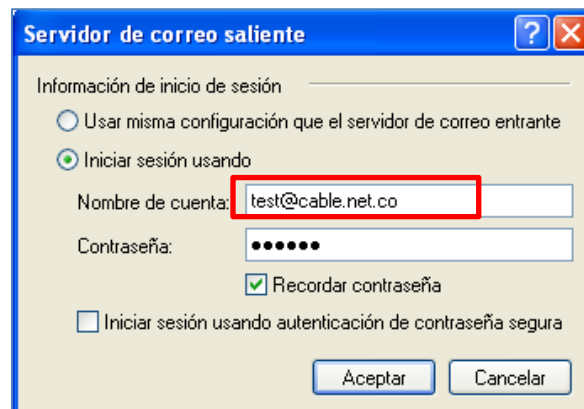 Servidor de correo saliente
Información de inicio de sesión
Usar misma configuración que el servidor de correo entrante
Iniciar sesión usando
Nombre de cuenta: test@cable.net.co
Contraseña: ●●●●●●
Recordar contraseña
Iniciar sesión usando autenticación de contraseña segura
Aceptar Cancelar